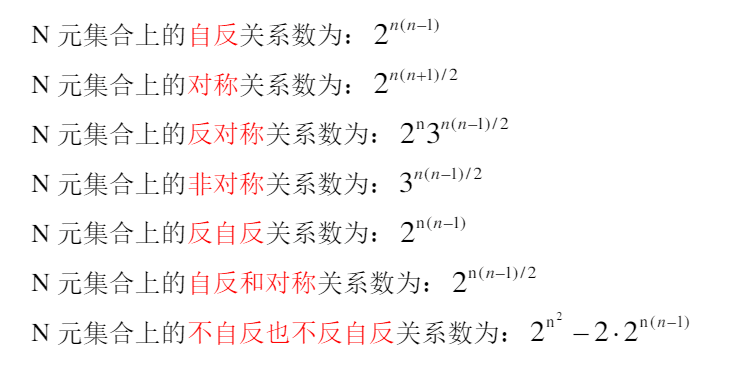 N 元集合上的自反关系数为：$2^{n(n-1)}$
N 元集合上的对称关系数为：$2^{n(n+1)/2}$
N 元集合上的反对称关系数为：$2^{n}3^{n(n-1)/2}$
N 元集合上的非对称关系数为：$3^{n(n-1)/2}$
N 元集合上的反自反关系数为：$2^{n(n-1)}$
N 元集合上的自反和对称关系数为：$2^{n(n-1)/2}$
N 元集合上的不自反也不反自反关系数为：$2^{n^2}-2\cdot 2^{n(n-1)}$